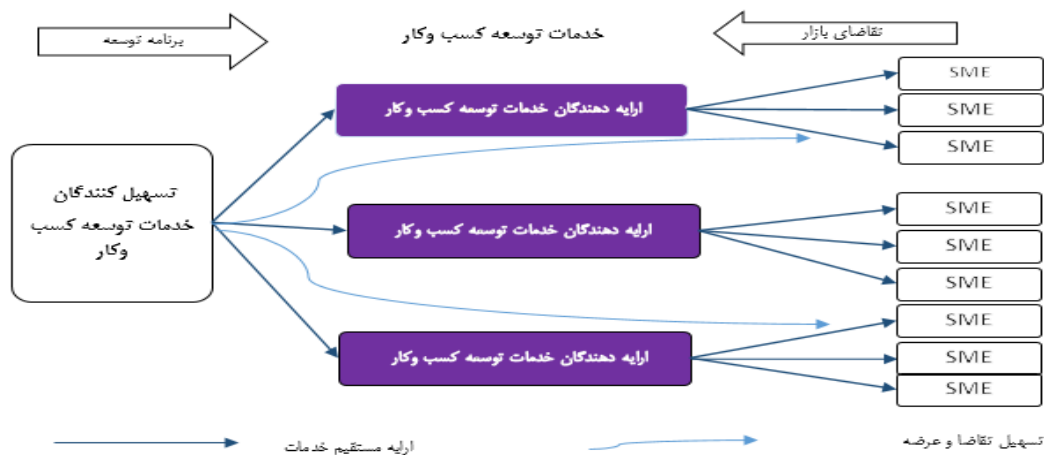 تقاضای بازار
خدمات توسعه کسب وکار
برنامه توسعه
تسهیل کنندگان
خدمات توسعه کسب
وکار
ارایه دهندگان خدمات توسعه کسب وکار
ارایه دهندگان خدمات توسعه کسب وکار
ارایه دهندگان خدمات توسعه کسب وکار
SME
SME
SME
SME
SME
SME
SME
SME
SME
تسهیل تقاضا و عرضه
ارایه مستقیم خدمات